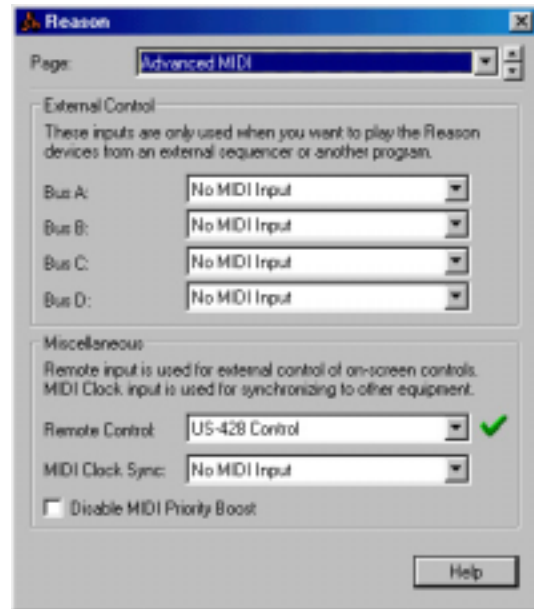 Reason
Page: Advanced MIDI
External Control
These inputs are only used when you want to play the Reason
devices from an external sequencer or another program.
Bus A: No MIDI Input
Bus B: No MIDI Input
Bus C: No MIDI Input
Bus D: No MIDI Input
Miscellaneous
Remote input is used for external control of on-screen controls.
MIDI Clock input is used for synchronizing to other equipment.
Remote Control: US-428 Control
MIDI Clock Sync: No MIDI Input
Disable MIDI Priority Boost
Help